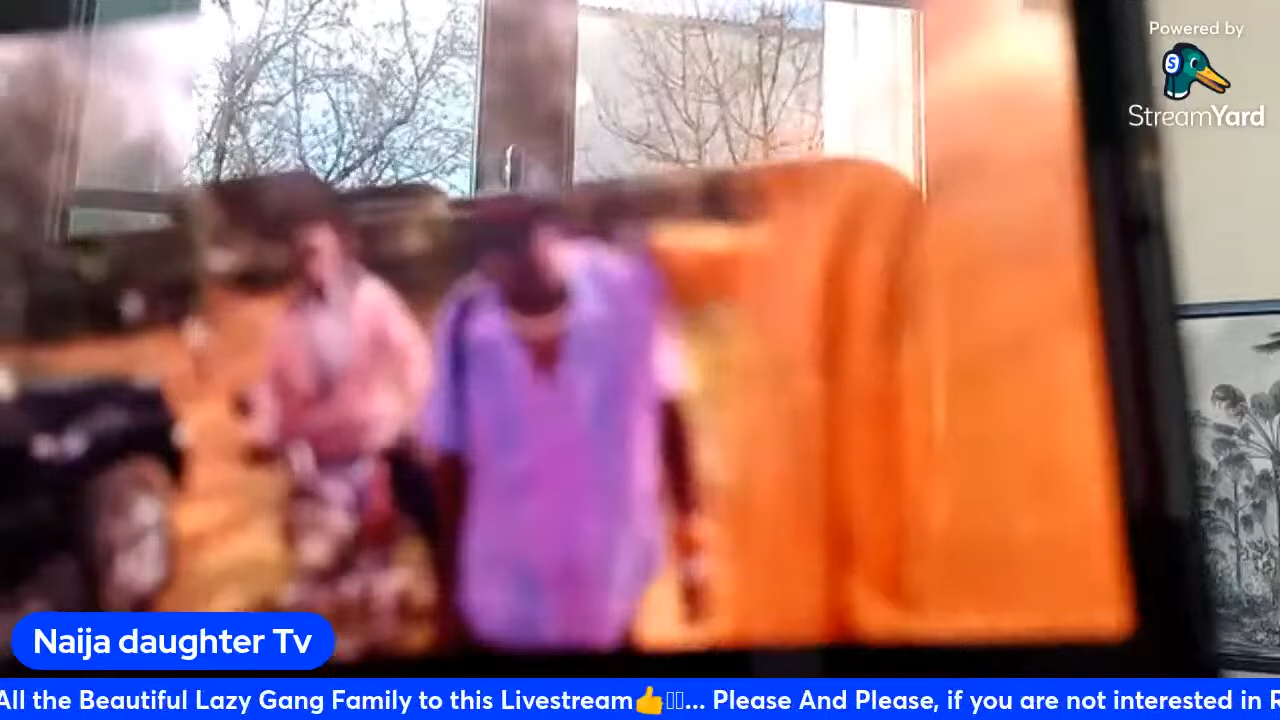 Powered by
StreamYard
Naija daughter Tv
All the Beautiful Lazy Gang Family to this Livestream👍... Please And Please, if you are not interested in